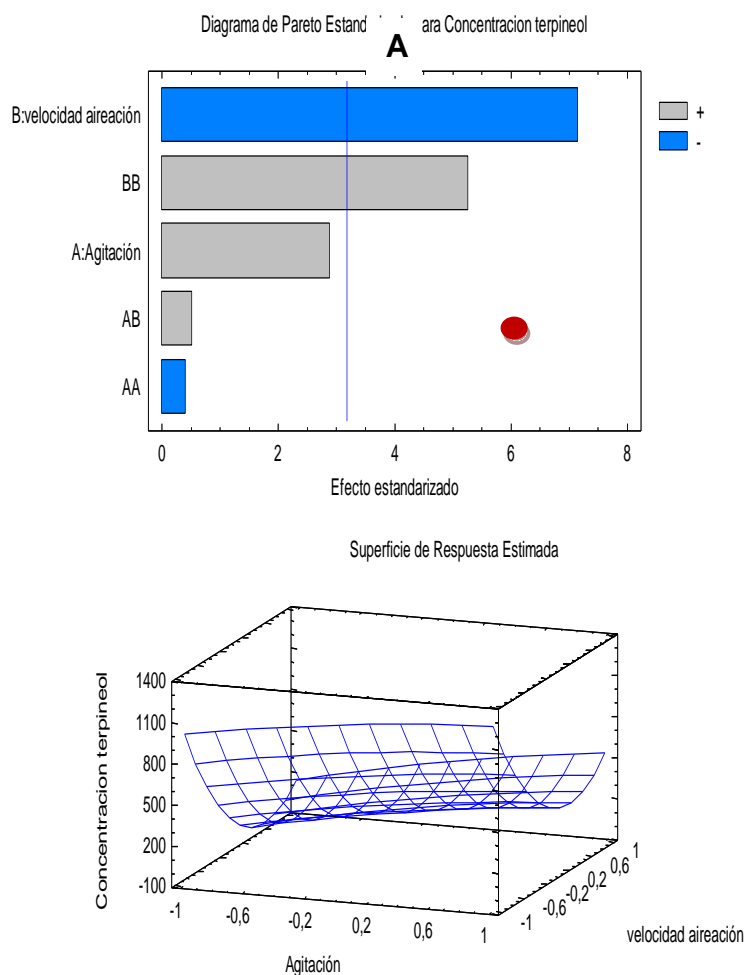 Diagrama de Pareto Estand ara Concentracion terpineol
A
B:velocidad aireación
BB
A:Agitación
AB
AA
+
-
0 2 4 6 8
Efecto estandarizado
Superficie de Respuesta Estimada
Concentracion terpineol
1400
1100
800
500
200
-100
-1 -0,6 -0,2 0,2 0,6 1
Agitación
-1 -0,6 -0,2 0,2 0,6 1
velocidad aireación